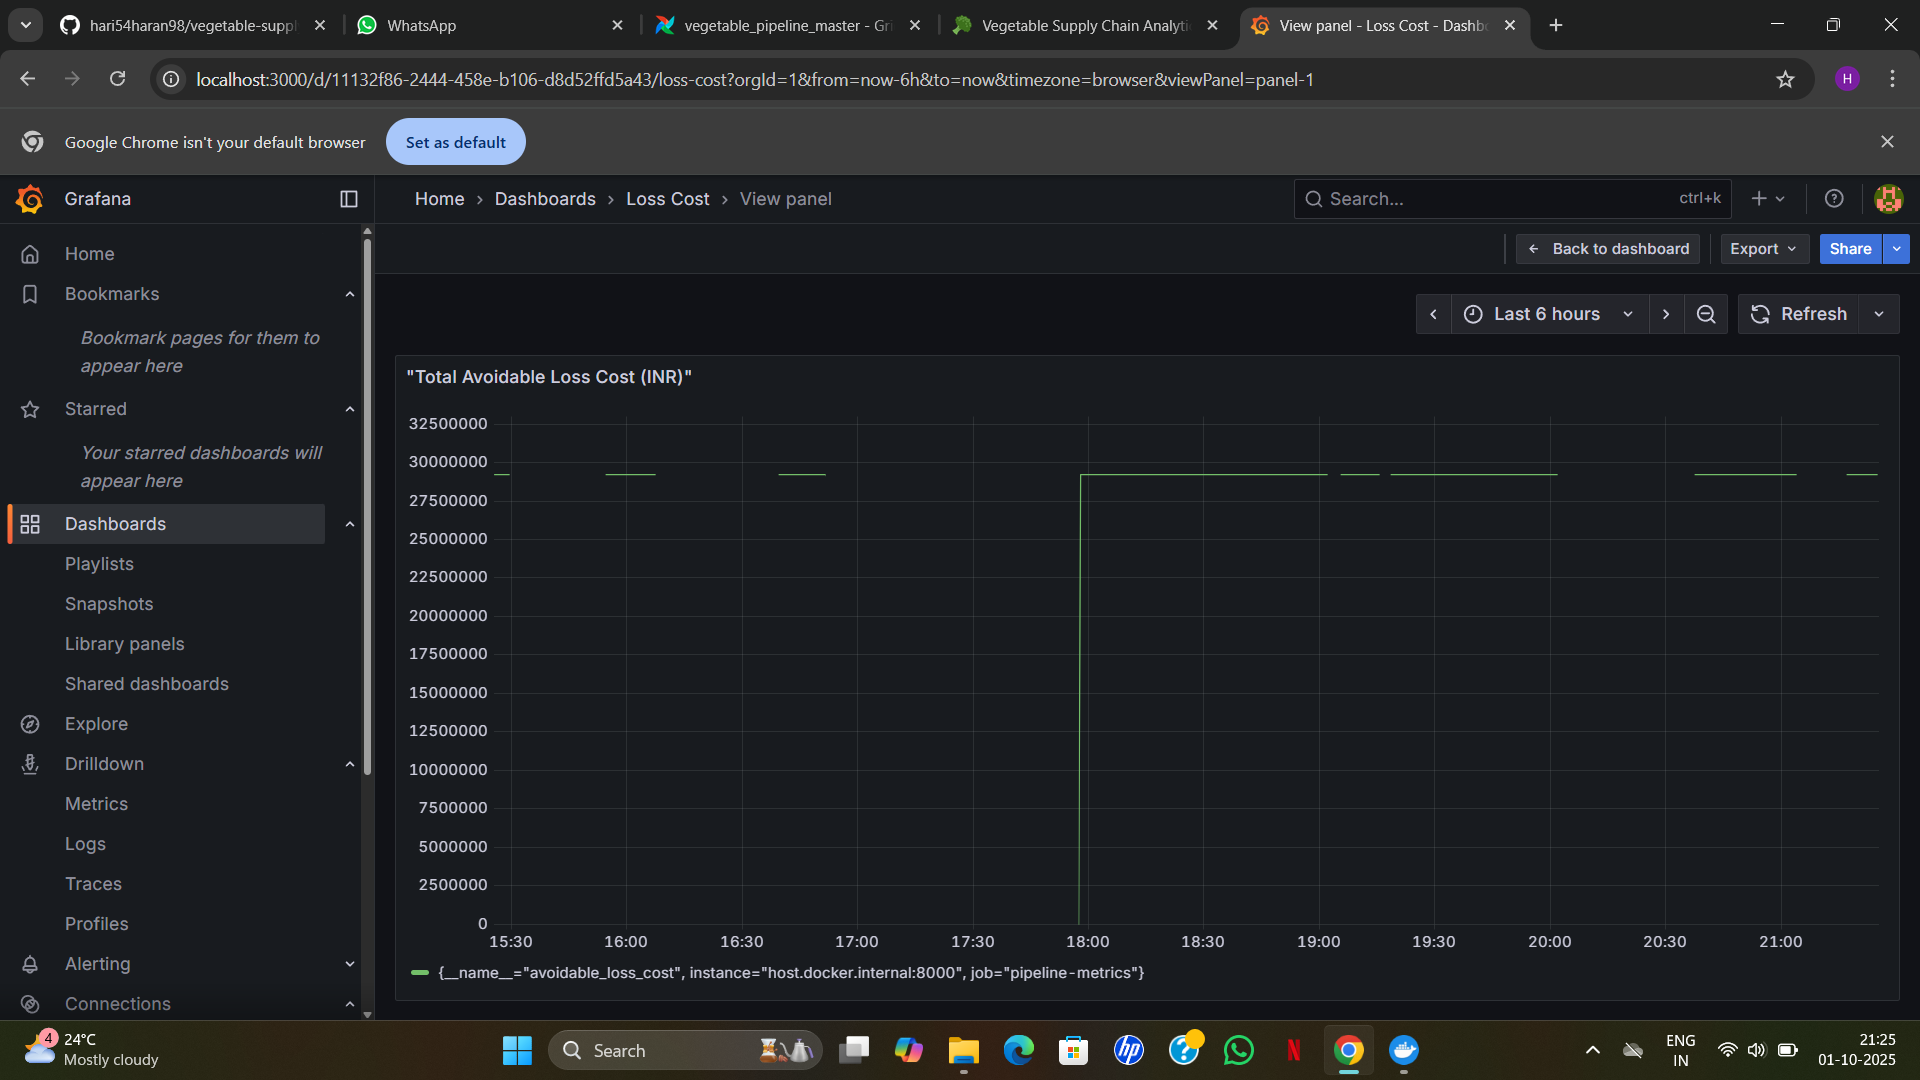 hari54haran98/vegetable-suppl
WhatsApp
vegetable_pipeline_master - Gri
Vegetable Supply Chain Analyti
View panel - Loss Cost - Dashb
localhost:3000/d/11132f86-2444-458e-b106-d8d52ffd5a43/loss-cost?orgId=1&from=now-6h&to=now&timezone=browser&viewPanel=panel-1
H
Google Chrome isn't your default browser
Set as default
Grafana
Home › Dashboards › Loss Cost › View panel
Search...
ctrl+k
Back to dashboard
Export
Share
Home
Bookmarks
Bookmark pages for them to
appear here
Starred
Your starred dashboards will
appear here
Dashboards
Playlists
Snapshots
Library panels
Shared dashboards
Explore
Drilldown
Metrics
Logs
Traces
Profiles
Alerting
Connections
Last 6 hours
Refresh
"Total Avoidable Loss Cost (INR)"
32500000
30000000
27500000
25000000
22500000
20000000
17500000
15000000
12500000
10000000
7500000
5000000
2500000
0
15:30 16:00 16:30 17:00 17:30 18:00 18:30 19:00 19:30 20:00 20:30 21:00
{__name__="avoidable_loss_cost", instance="host.docker.internal:8000", job="pipeline-metrics"}
4
24°C
Mostly cloudy
Search
hp
N
ENG
IN
21:25
01-10-2025